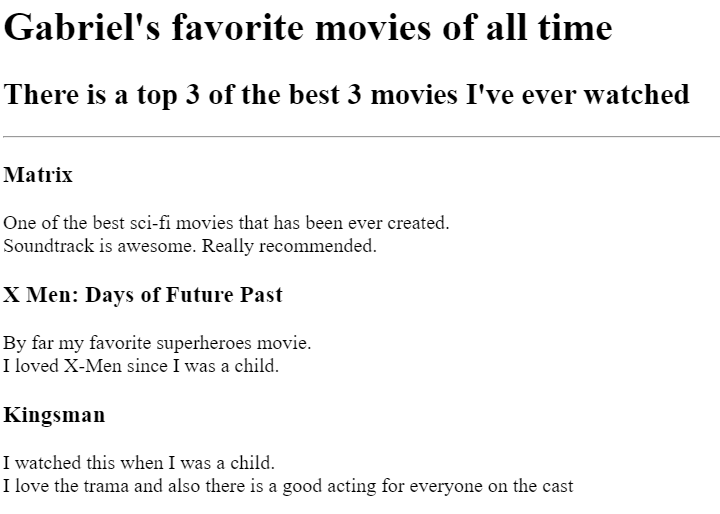 Gabriel's favorite movies of all time
There is a top 3 of the best 3 movies I've ever watched
Matrix
One of the best sci-fi movies that has been ever created.
Soundtrack is awesome. Really recommended.
X Men: Days of Future Past
By far my favorite superheroes movie.
I loved X-Men since I was a child.
Kingsman
I watched this when I was a child.
I love the trama and also there is a good acting for everyone on the cast